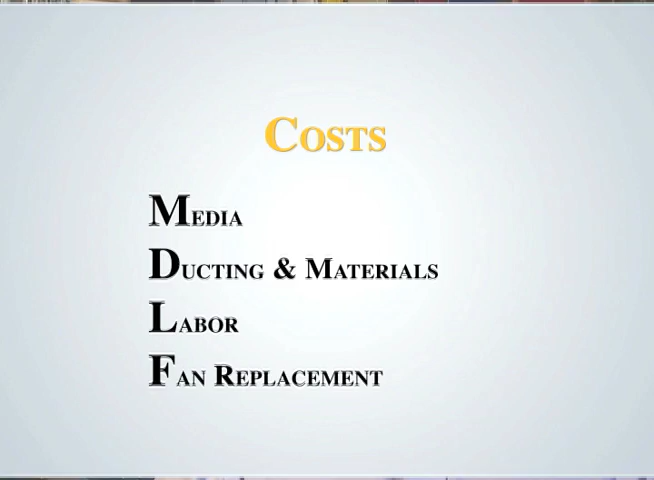 Costs
Media
Ducting & Materials
Labor
Fan Replacement